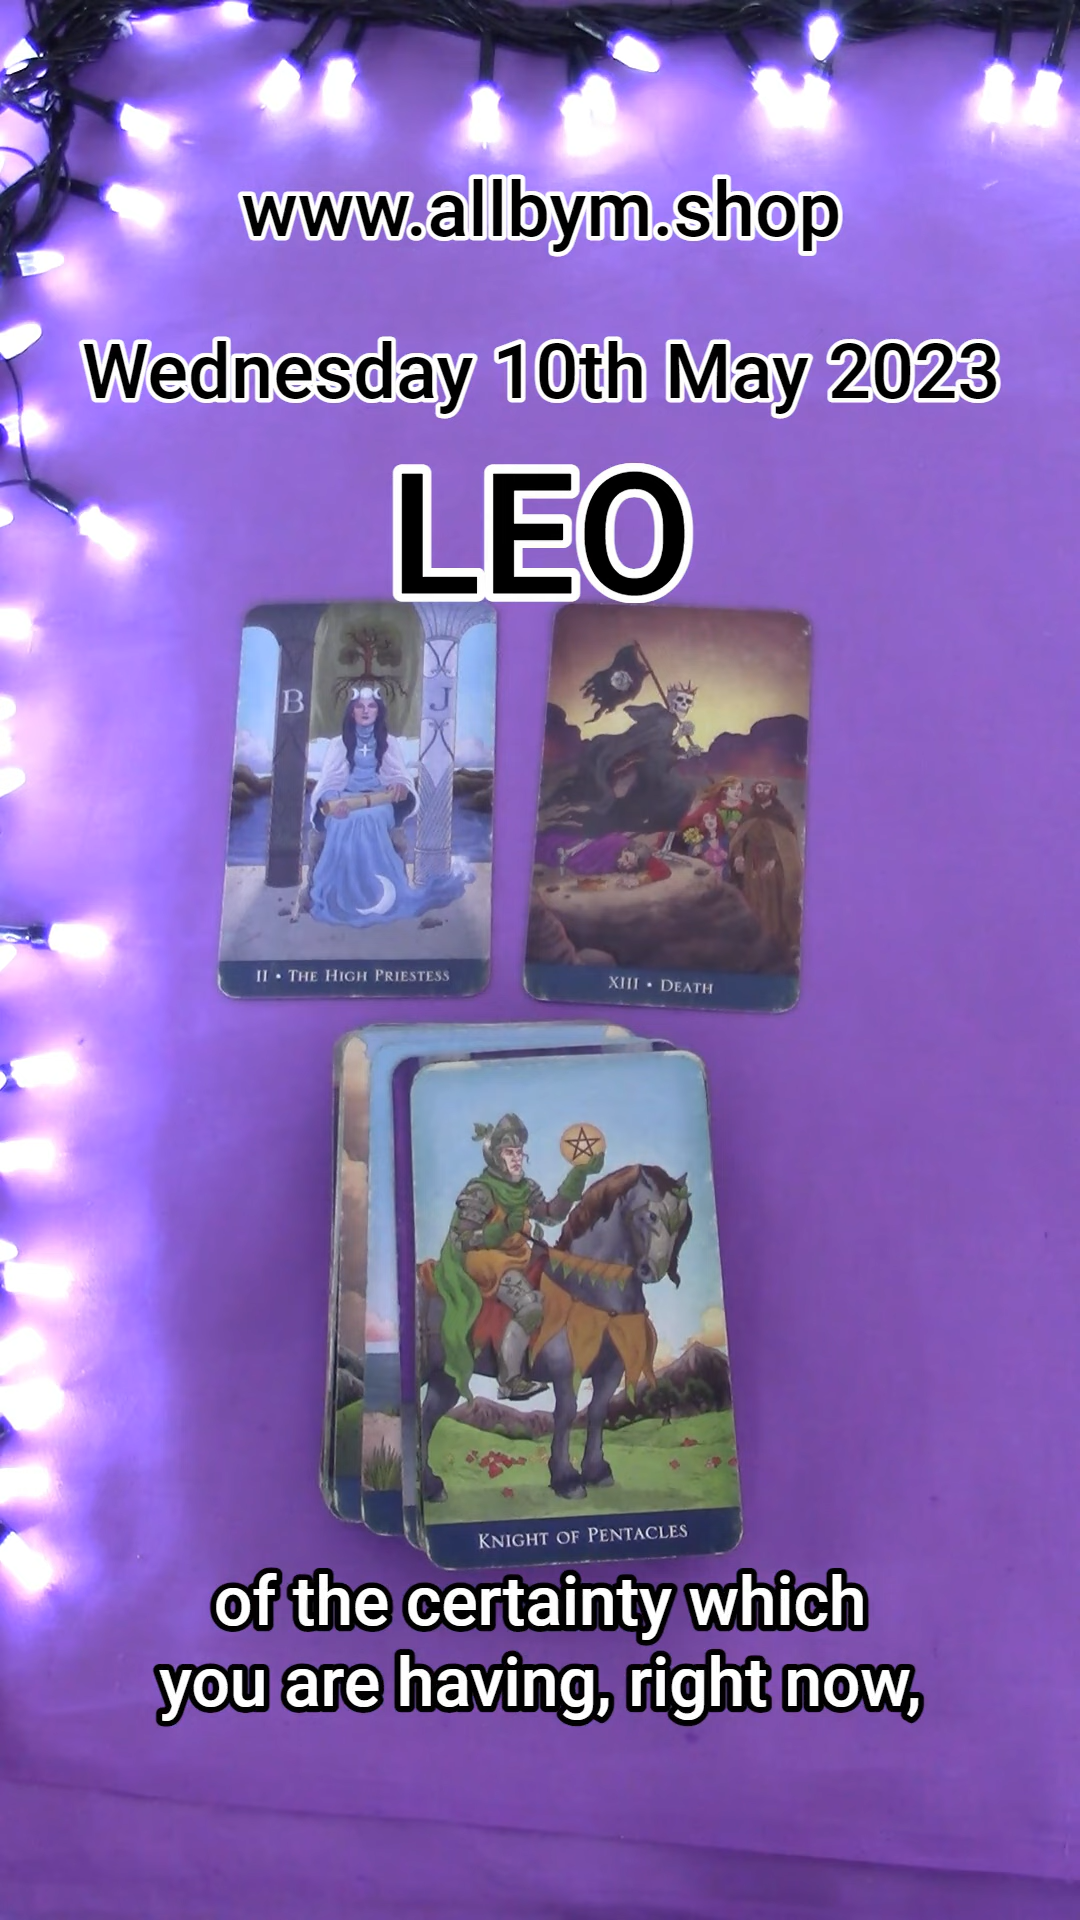 www.allbym.shop
Wednesday 10th May 2023
LEO
B
J
II • The High Priestess
XIII • Death
Knight of Pentacles
of the certainty which
you are having, right now,